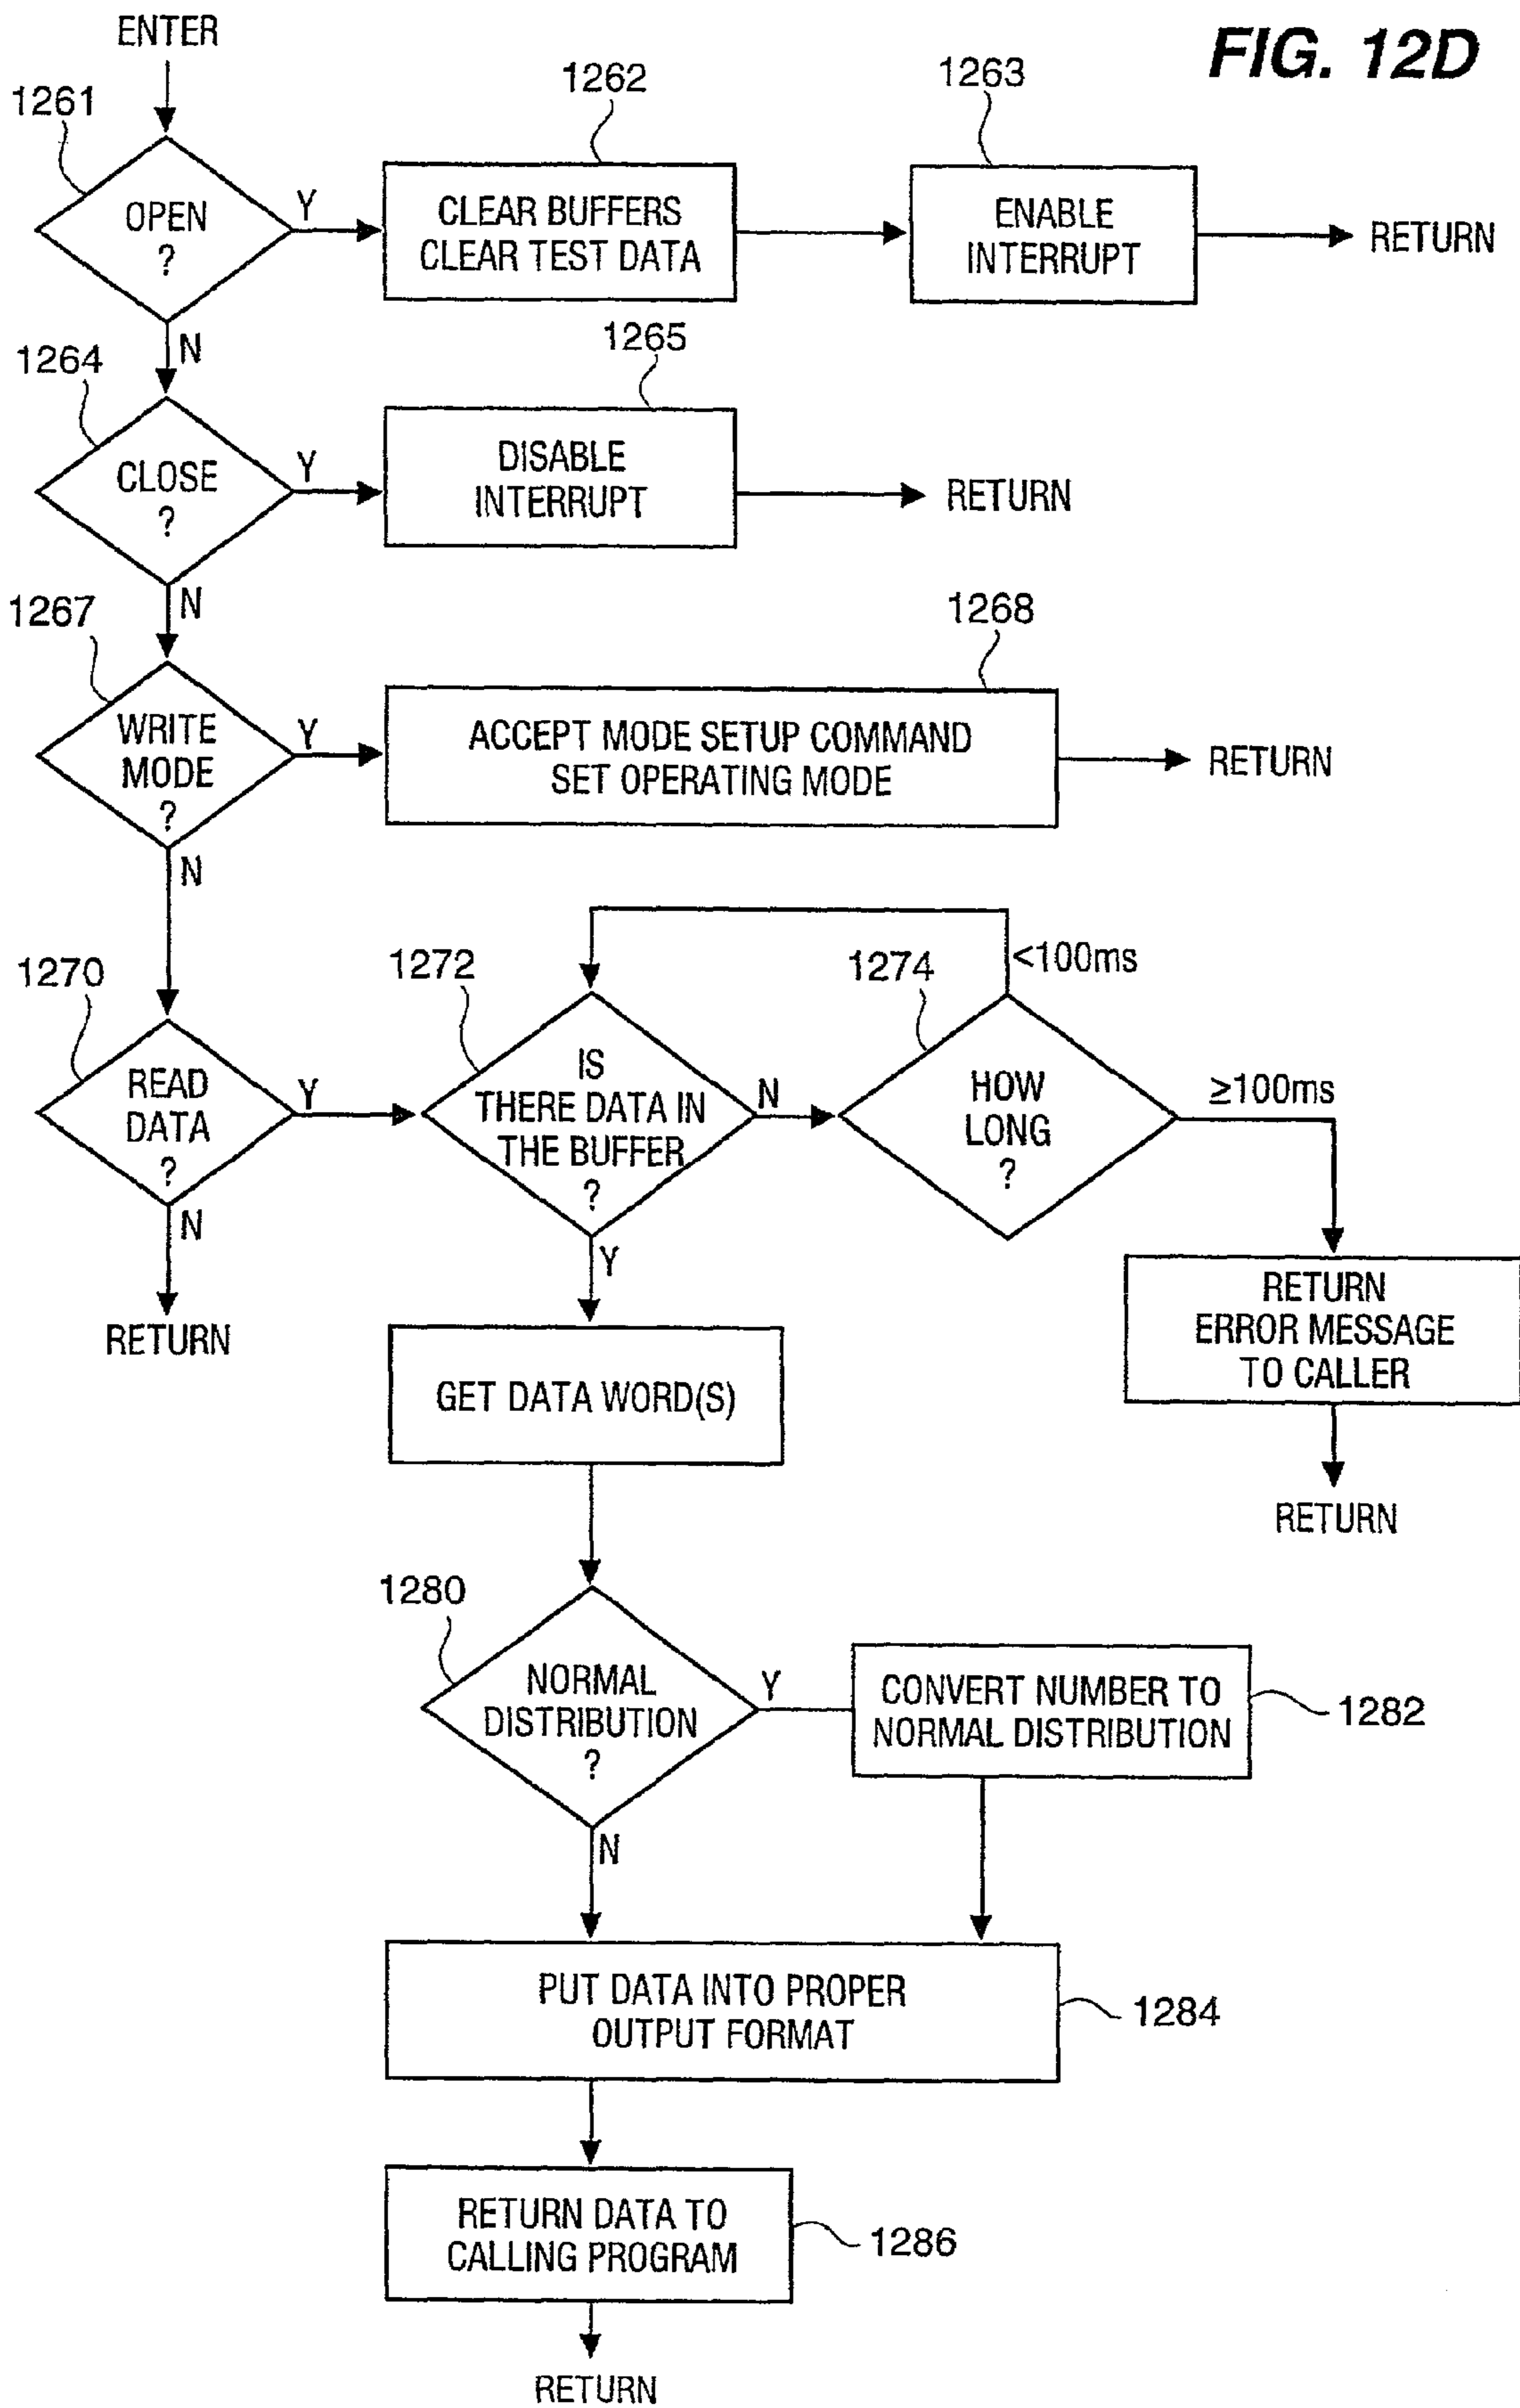 ENTER
FIG. 12D
1261
1262
1263
OPEN
?
Y
CLEAR BUFFERS
CLEAR TEST DATA
ENABLE
INTERRUPT
RETURN
N
1264
1265
CLOSE
?
Y
DISABLE
INTERRUPT
RETURN
N
1267
1268
WRITE
MODE
?
Y
ACCEPT MODE SETUP COMMAND
SET OPERATING MODE
RETURN
N
1270
1272
1274
<100ms
READ
DATA
?
Y
IS
THERE DATA IN
THE BUFFER
?
N
HOW
LONG
?
≥100ms
N
RETURN
Y
RETURN
ERROR MESSAGE
TO CALLER
RETURN
GET DATA WORD(S)
1280
NORMAL
DISTRIBUTION
?
Y
CONVERT NUMBER TO
NORMAL DISTRIBUTION
1282
N
PUT DATA INTO PROPER
OUTPUT FORMAT
1284
RETURN DATA TO
CALLING PROGRAM
1286
RETURN